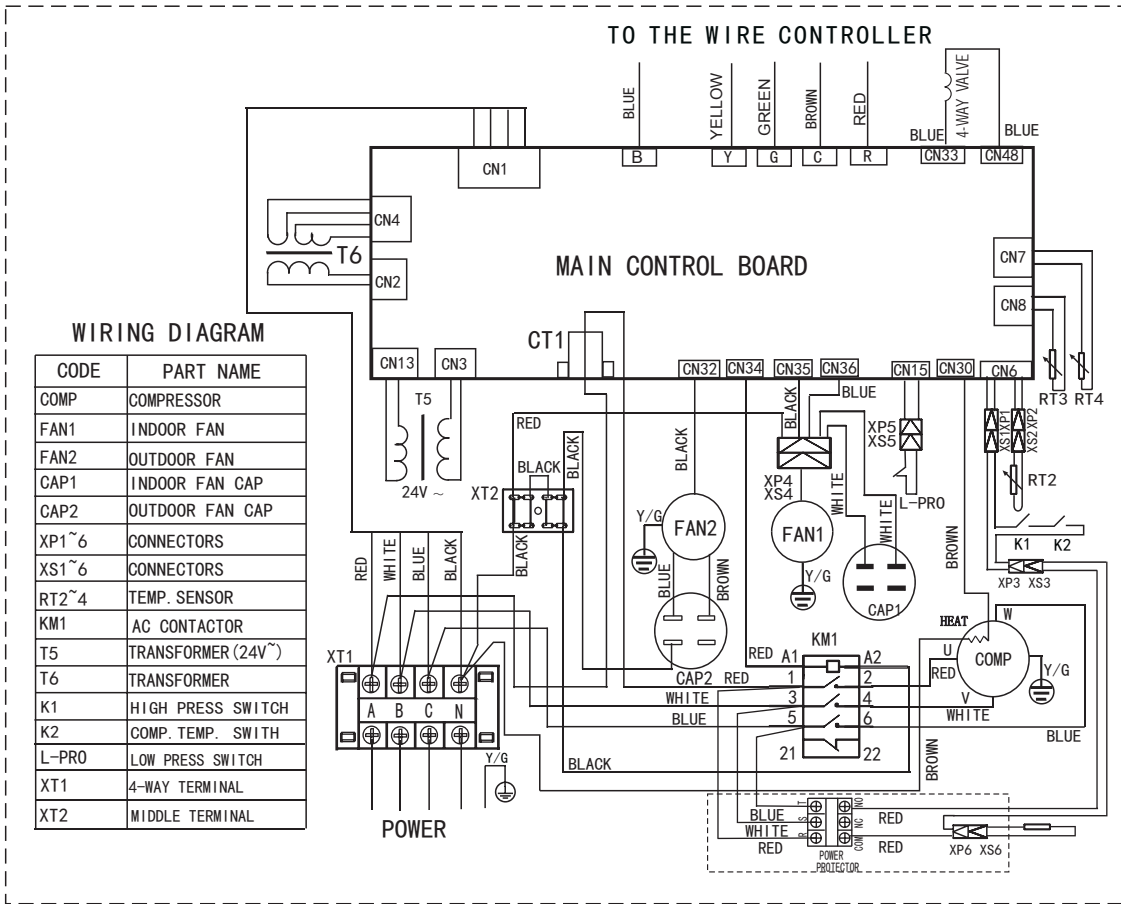 TO THE WIRE CONTROLLER
BLUE
YELLOW
GREEN
BROWN
RED
BLUE
4-WAY VALVE
BLUE
CN1
B
Y
G
C
R
CN33
CN48
CN4
T6
CN2
MAIN CONTROL BOARD
CN7
CN8
CT1
CN13
CN3
CN32
CN34
CN35
CN36
CN15
CN30
CN6
RT3
RT4
WIRING DIAGRAM
CODE PART NAME
COMP COMPRESSOR
FAN1 INDOOR FAN
FAN2 OUTDOOR FAN
CAP1 INDOOR FAN CAP
CAP2 OUTDOOR FAN CAP
XP1~6 CONNECTORS
XS1~6 CONNECTORS
RT2~4 TEMP. SENSOR
KM1 AC CONTACTOR
T5 TRANSFORMER(24V~)
T6 TRANSFORMER
K1 HIGH PRESS SWITCH
K2 COMP. TEMP. SWITH
L-PRO LOW PRESS SWITCH
XT1 4-WAY TERMINAL
XT2 MIDDLE TERMINAL
T5
24V ~
RED
BLACK
BLACK
XT2
BLACK
BLACK
BLACK
BLUE
XP4
XS4
WHITE
WHITE
XP5
XS5
L-PRO
XS1XP1
XS2XP2
RT2
K1
K2
XP3 XS3
Y/G
FAN2
BLUE
BROWN
FAN1
Y/G
CAP1
BROWN
RED
WHITE
BLUE
BLACK
XT1
A B C N
Y/G
POWER
CAP2
KM1
RED A1 A2
RED 1 2
WHITE 3 4
BLUE 5 6
21 22
BLACK
HEAT
W
U
RED
COMP
Y/G
V
WHITE
BLUE
BROWN
BLUE
WHITE
RED
T
S
R
NO
NC
COM
RED
RED
POWER
PROTECTOR
XP6 XS6